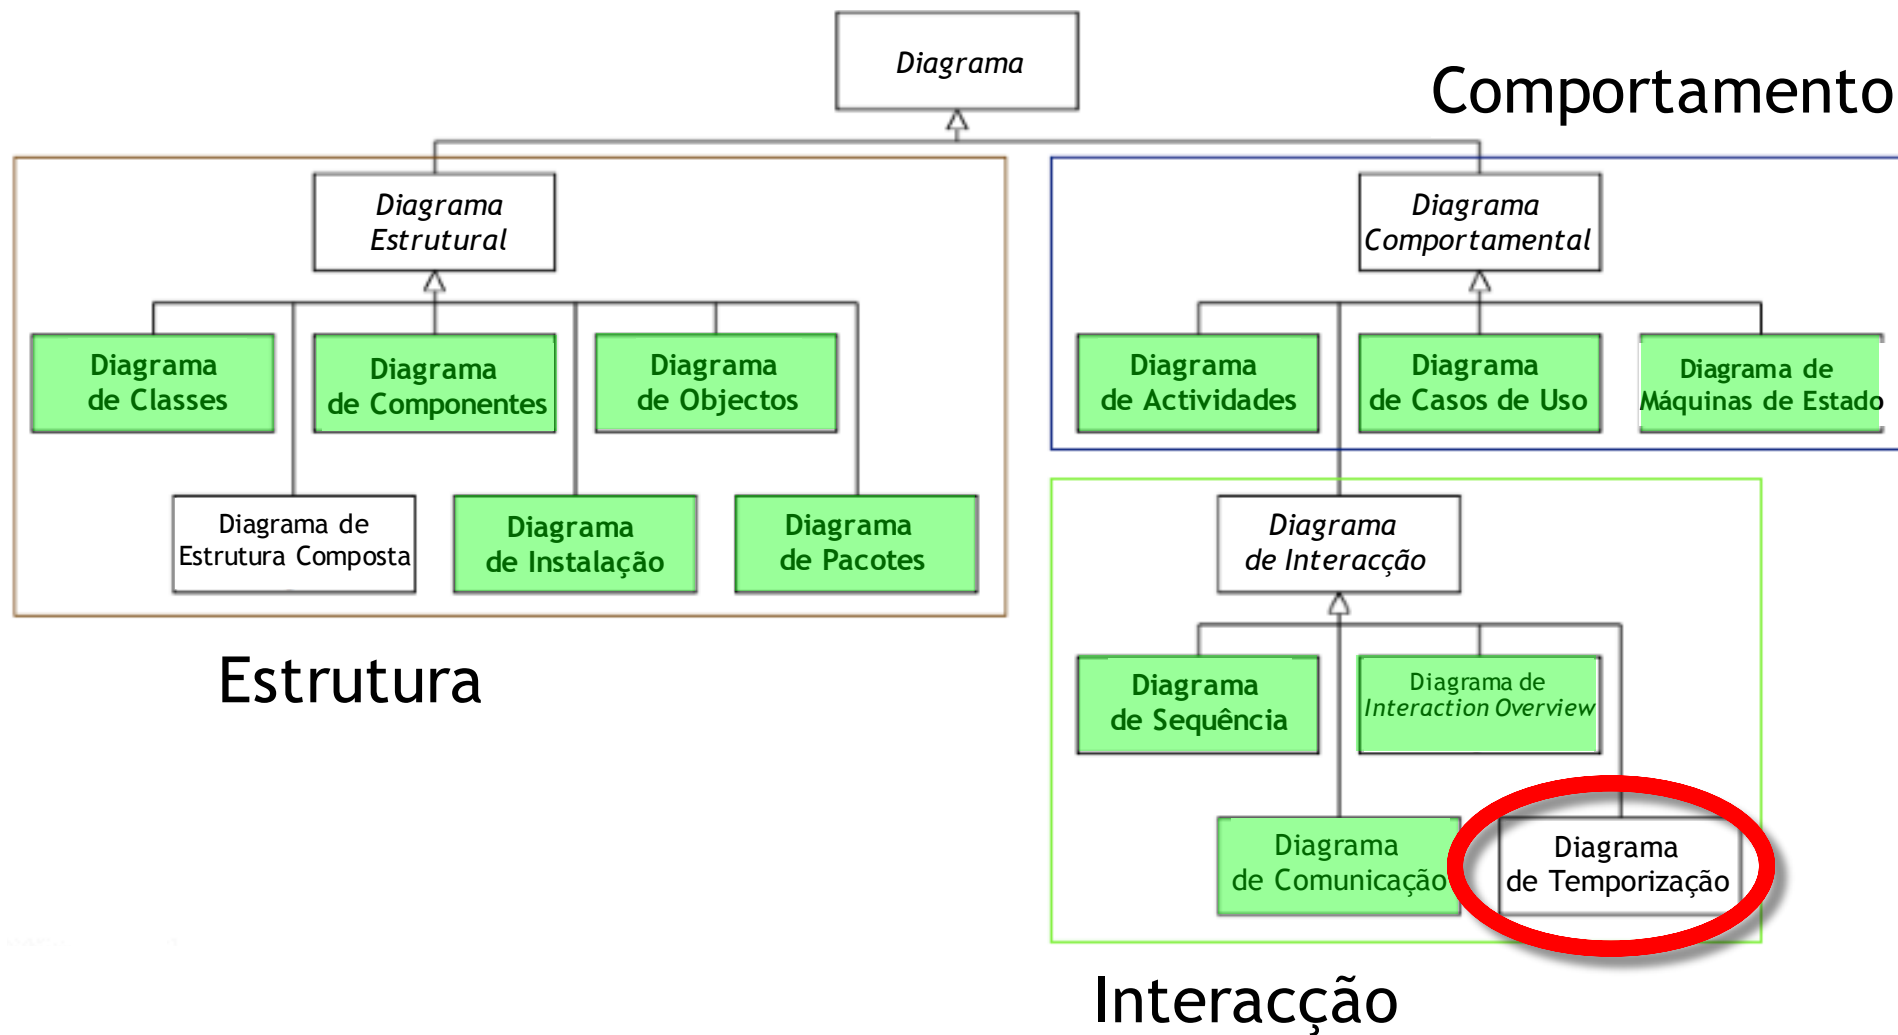 Diagrama
Comportamento
Diagrama
Estrutural
Diagrama
Comportamental
Diagrama
de Classes
Diagrama
de Componentes
Diagrama
de Objectos
Diagrama
de Actividades
Diagrama
de Casos de Uso
Diagrama de
Máquinas de Estado
Diagrama de
Estrutura Composta
Diagrama
de Instalação
Diagrama
de Pacotes
Diagrama
de Interacção
Estrutura
Diagrama
de Sequência
Diagrama de
Interaction Overview
Diagrama
de Comunicação
Diagrama
de Temporização
Interacção